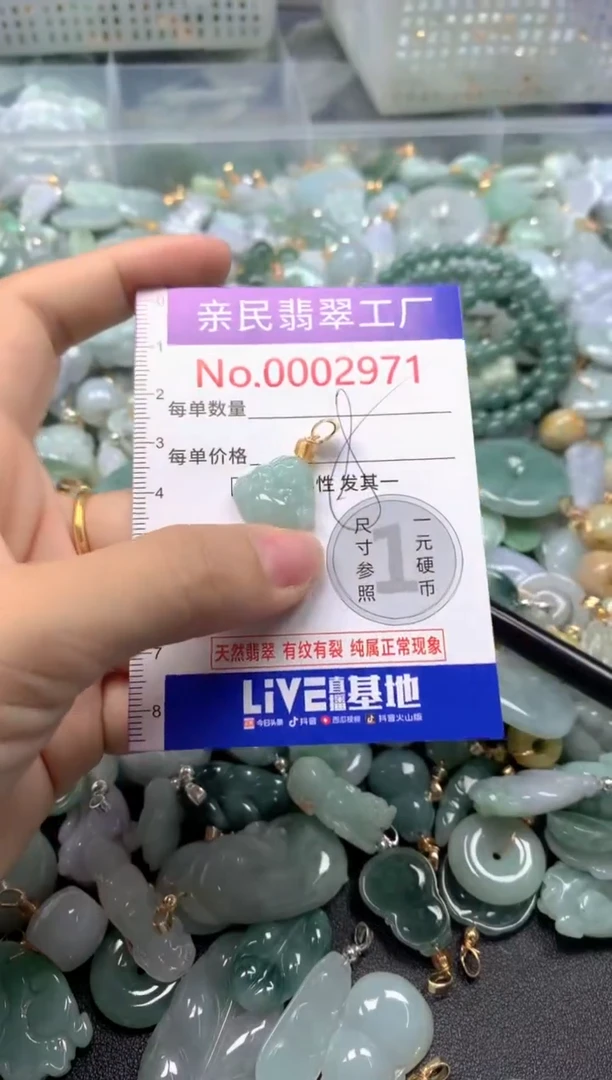 亲民翡翠工厂
No.0002971
每单数量
每单价格
性发其一
尺寸参照
1
一元硬币
天然翡翠 有纹有裂 纯属正常现象
LiVE直播基地
今日头条 抖音 西瓜视频 抖音火山版
0
1
2
3
4
7
8